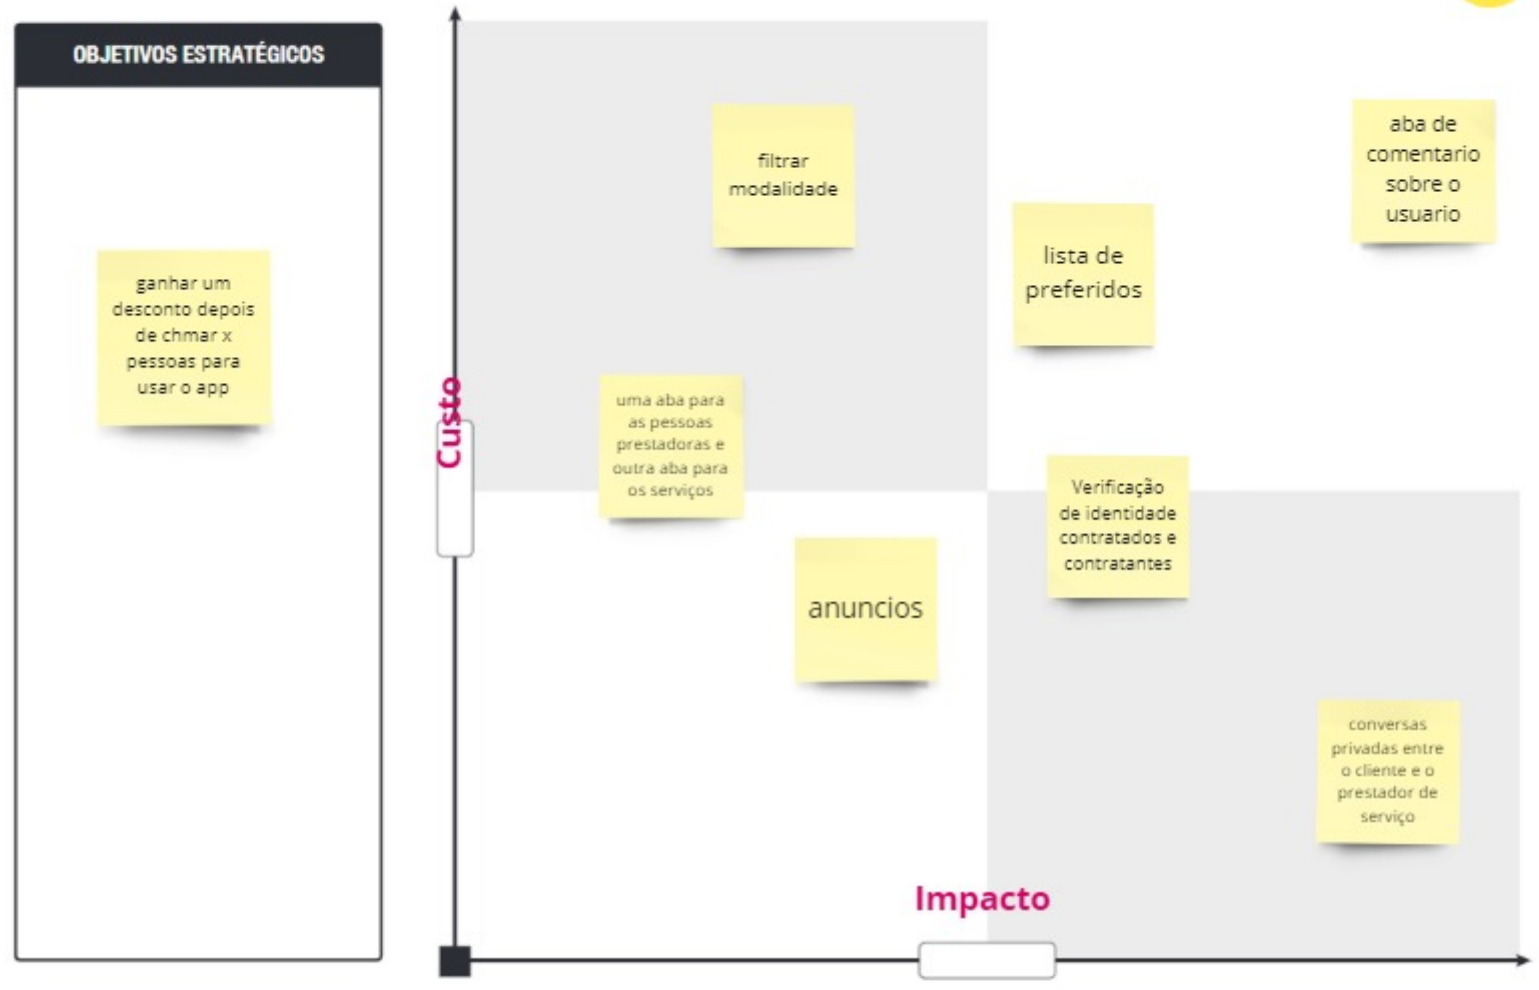 OBJETIVOS ESTRATÉGICOS
ganhar um
desconto depois
de chmar x
pessoas para
usar o app
Custo
filtrar
modalidade
aba de
comentario
sobre o
usuario
lista de
preferidos
uma aba para
as pessoas
prestadoras e
outra aba para
os serviços
Verificação
de identidade
contratados e
contratantes
anuncios
conversas
privadas entre
o cliente e o
prestador de
serviço
Impacto